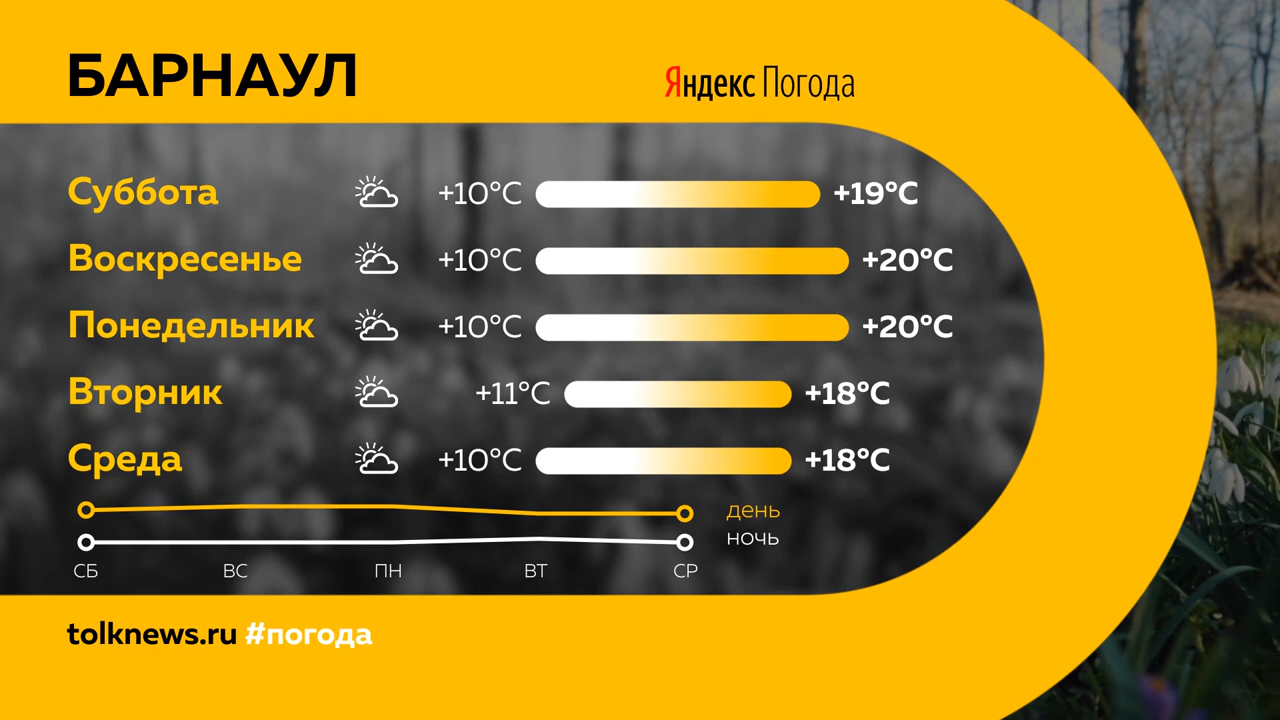 БАРНАУЛ
Яндекс Погода
Суббота +10°C +19°C
Воскресенье +10°C +20°C
Понедельник +10°C +20°C
Вторник +11°C +18°C
Среда +10°C +18°C
день
ночь
СБ ВС ПН ВТ СР
tolknews.ru #погода